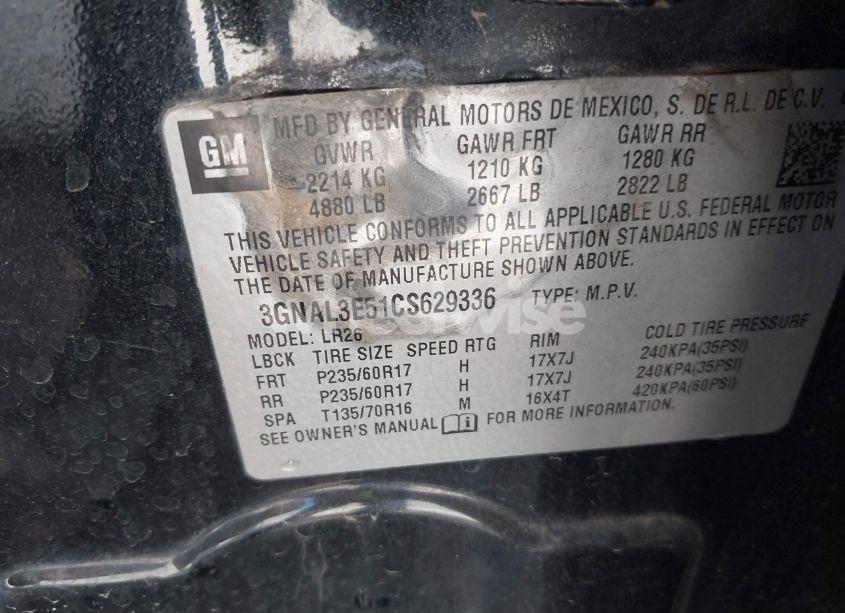 GM
MFD BY GENERAL MOTORS DE MEXICO, S. DE R.L. DE C.V.
GVWR GAWR FRT GAWR RR
2214 KG 1210 KG 1280 KG
4880 LB 2667 LB 2822 LB
THIS VEHICLE CONFORMS TO ALL APPLICABLE U.S. FEDERAL MOTOR
VEHICLE SAFETY AND THEFT PREVENTION STANDARDS IN EFFECT ON
THE DATE OF MANUFACTURE SHOWN ABOVE.
3GNAL3E51CS629336 TYPE: M.P.V.
MODEL: LR26
LBCK TIRE SIZE SPEED RTG RIM COLD TIRE PRESSURE
FRT P235/60R17 H 17X7J 240KPA(35PSI)
RR P235/60R17 H 17X7J 240KPA(35PSI)
SPA T135/70R16 M 16X4T 420KPA(60PSI)
SEE OWNER'S MANUAL FOR MORE INFORMATION.